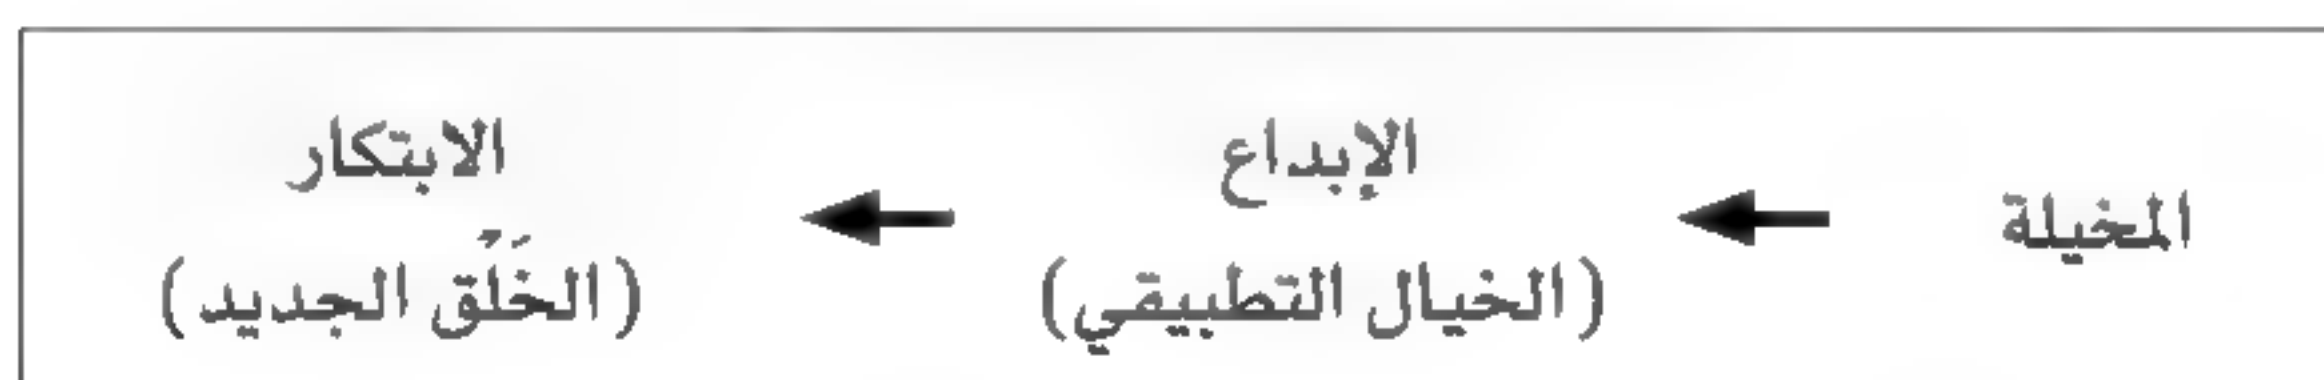 المخيلة
الإبداع
(الخيال التطبيقي)
الابتكار
(الخَلْق الجديد)